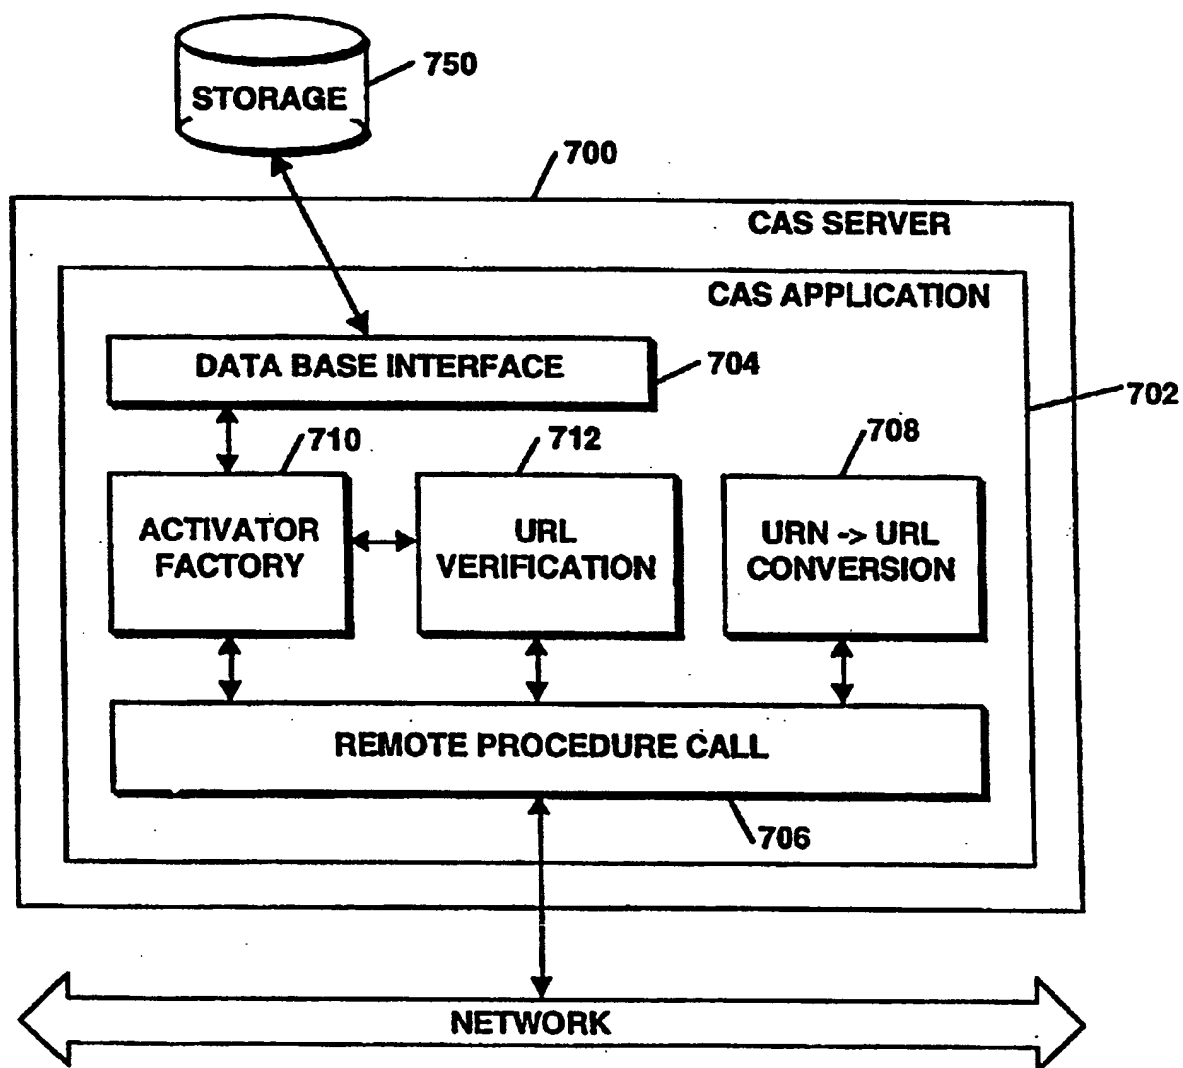 750
STORAGE
700
CAS SERVER
CAS APPLICATION
DATA BASE INTERFACE
704
702
710
712
708
ACTIVATOR
FACTORY
URL
VERIFICATION
URN -> URL
CONVERSION
REMOTE PROCEDURE CALL
706
NETWORK